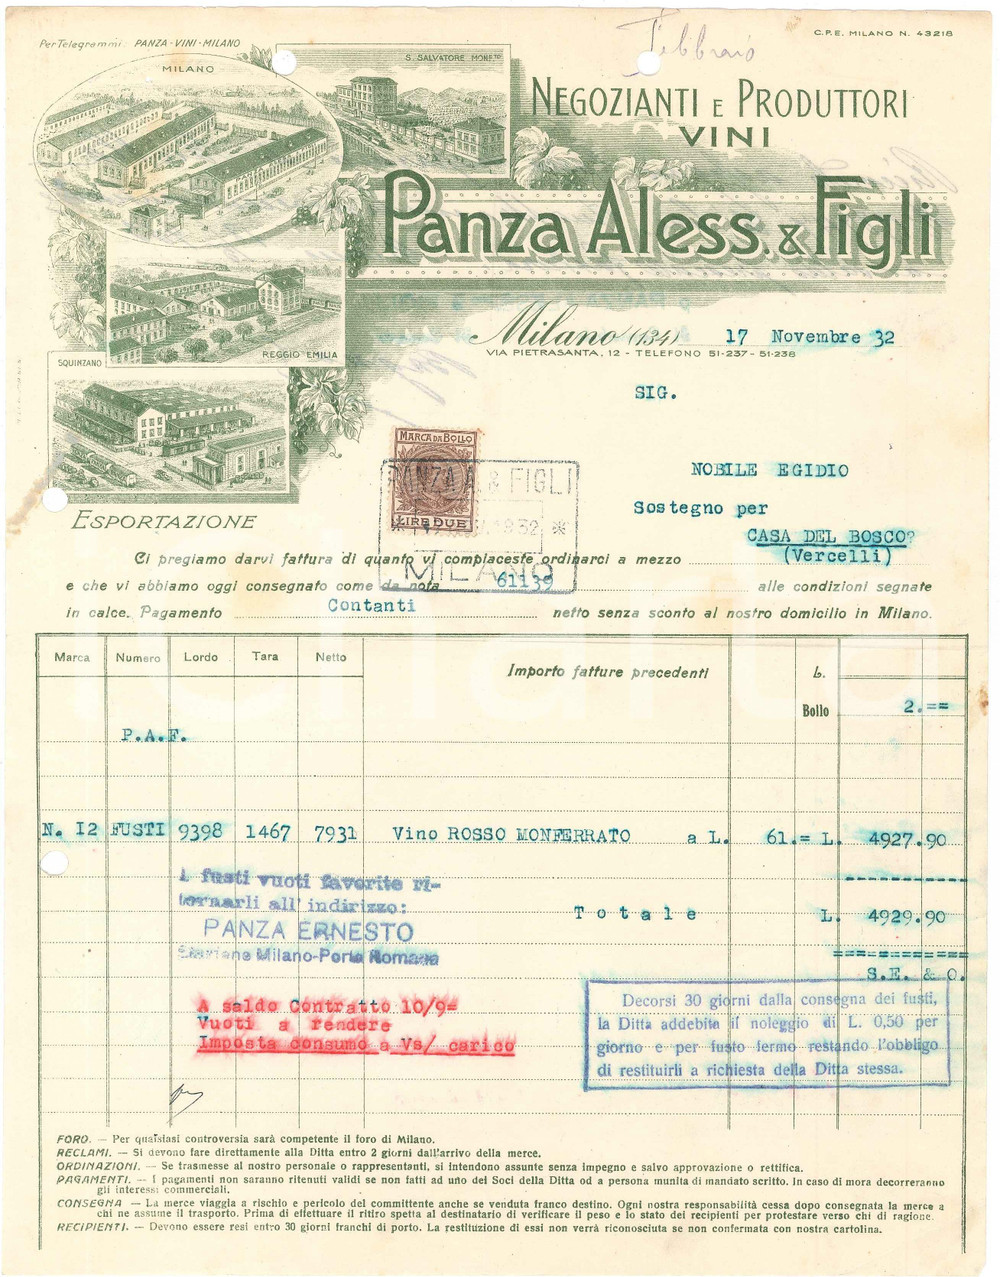 Per Telegrammi: PANZA-VINI-MILANO
Febbraio
C.P.E. MILANO N. 43218
MILANO
S. SALVATORE MONF.TO
NEGOZIANTI E PRODUTTORI
VINI
PANZA ALESS. & FIGLI
REGGIO EMILIA
SQUINZANO
Milano (134) 17 Novembre 32
VIA PIETRASANTA, 12 - TELEFONO 51-237 - 51-238
SIG.
NOBILE EGIDIO
Sostegno per
CASA DEL BOSCO?
(Vercelli)
MARCA DA BOLLO
LIRE DUE
PANZA A. & FIGLI
MILANO
ESPORTAZIONE
Ci pregiamo darvi fattura di quanto vi compiaceste ordinarci a mezzo
e che vi abbiamo oggi consegnato come da nota 61139 alle condizioni segnate
in calce. Pagamento Contanti netto senza sconto al nostro domicilio in Milano.
Marca Numero Lordo Tara Netto Importo fatture precedenti L.
Bollo 2.==
P.A.F.
N. I2 FUSTI 9398 1467 7931 Vino ROSSO MONFERRATO a L. 61.= L. 4927.90
I fusti vuoti favorite ri-
tornarli all' indirizzo:
PANZA ERNESTO
Stazione Milano-Porta Romana
Totale L. 4929.90
S.E. & O.
A saldo Contratto 10/9=
Vuoti a rendere
Imposta consumo a Vs/ carico
Decorsi 30 giorni dalla consegna dei fusti,
la Ditta addebita il noleggio di L. 0,50 per
giorno e per fusto fermo restando l'obbligo
di restituirli a richiesta della Ditta stessa.
FORO. — Per qualsiasi controversia sarà competente il foro di Milano.
RECLAMI. — Si devono fare direttamente alla Ditta entro 2 giorni dall'arrivo della merce.
ORDINAZIONI. — Se trasmesse al nostro personale o rappresentanti, si intendono assunte senza impegno e salvo approvazione o rettifica.
PAGAMENTI. — I pagamenti non saranno ritenuti validi se non fatti ad uno dei Soci della Ditta od a persona munita di mandato scritto. In caso di mora decorreranno
gli interessi commerciali.
CONSEGNA — La merce viaggia a rischio e pericolo del committente anche se venduta franco destino. Ogni nostra responsabilità cessa dopo consegnata la merce a
chi ne assume il trasporto. Prima di effettuare il ritiro spetta al destinatario di verificare il peso e lo stato dei recipienti per protestare verso chi di ragione.
RECIPIENTI. — Devono essere resi entro 30 giorni franchi di porto. La restituzione di essi non verrà riconosciuta se non confermata con nostra cartolina.